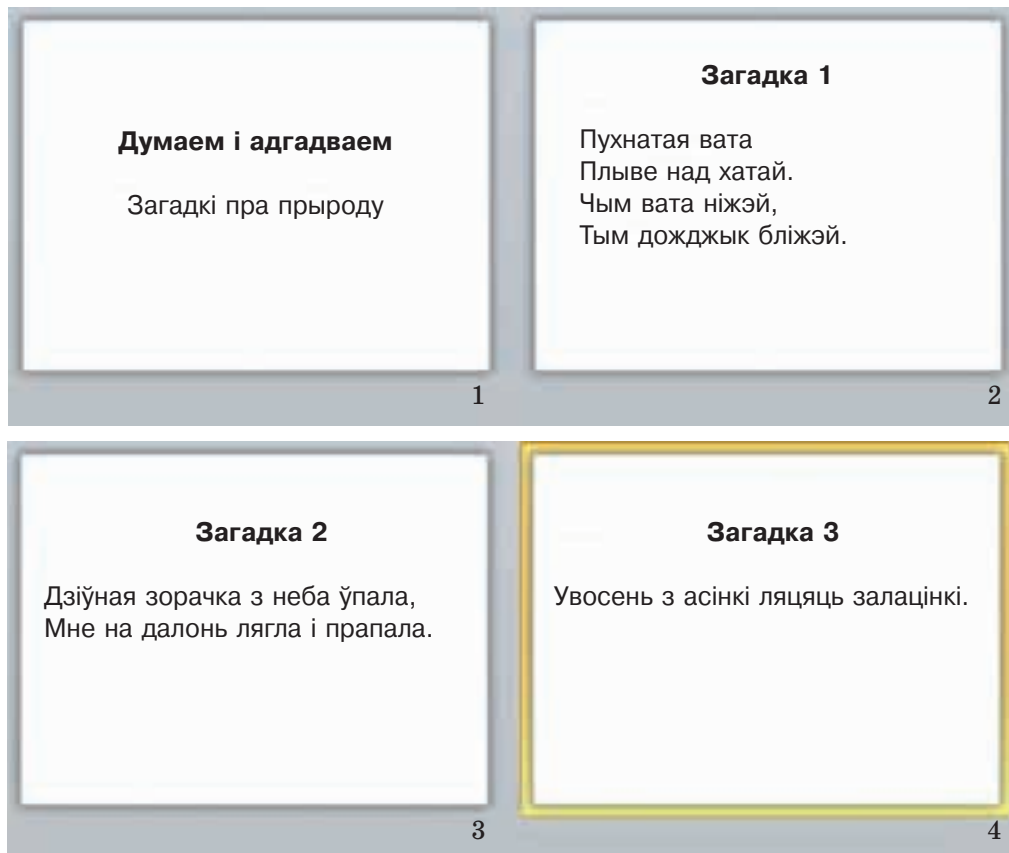 Думаем і адгадваем
Загадкі пра прыроду
1
Загадка 1
Пухнатая вата
Плыве над хатай.
Чым вата ніжэй,
Тым дожджык бліжэй.
2
Загадка 2
Дзіўная зорачка з неба ўпала,
Мне на далонь лягла і прапала.
3
Загадка 3
Увосень з асінкі ляцяць залацінкі.
4